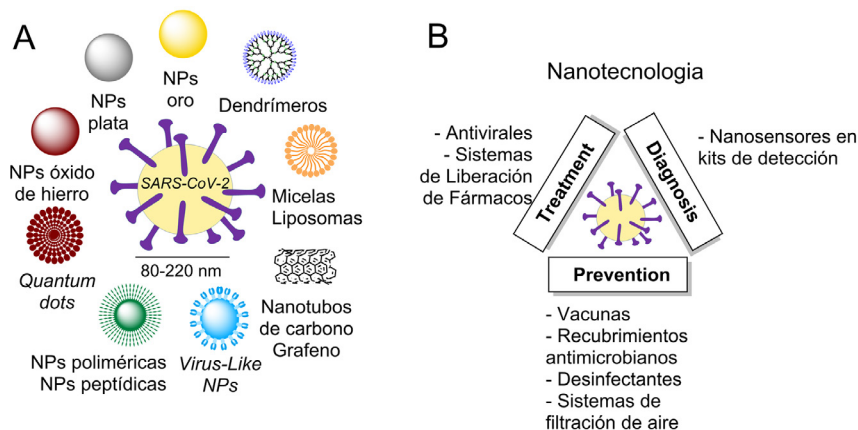 A
NPs
plata
NPs
oro
Dendrímeros
NPs óxido
de hierro
SARS-CoV-2
Micelas
Liposomas
Quantum
dots
80-220 nm
Nanotubos
de carbono
Grafeno
NPs poliméricas
NPs peptídicas
Virus-Like
NPs
B
Nanotecnologia
- Antivirales
- Sistemas
de Liberación
de Fármacos
Treatment
Diagnosis
- Nanosensores en
kits de detección
Prevention
- Vacunas
- Recubrimientos
antimicrobianos
- Desinfectantes
- Sistemas de
filtración de aire